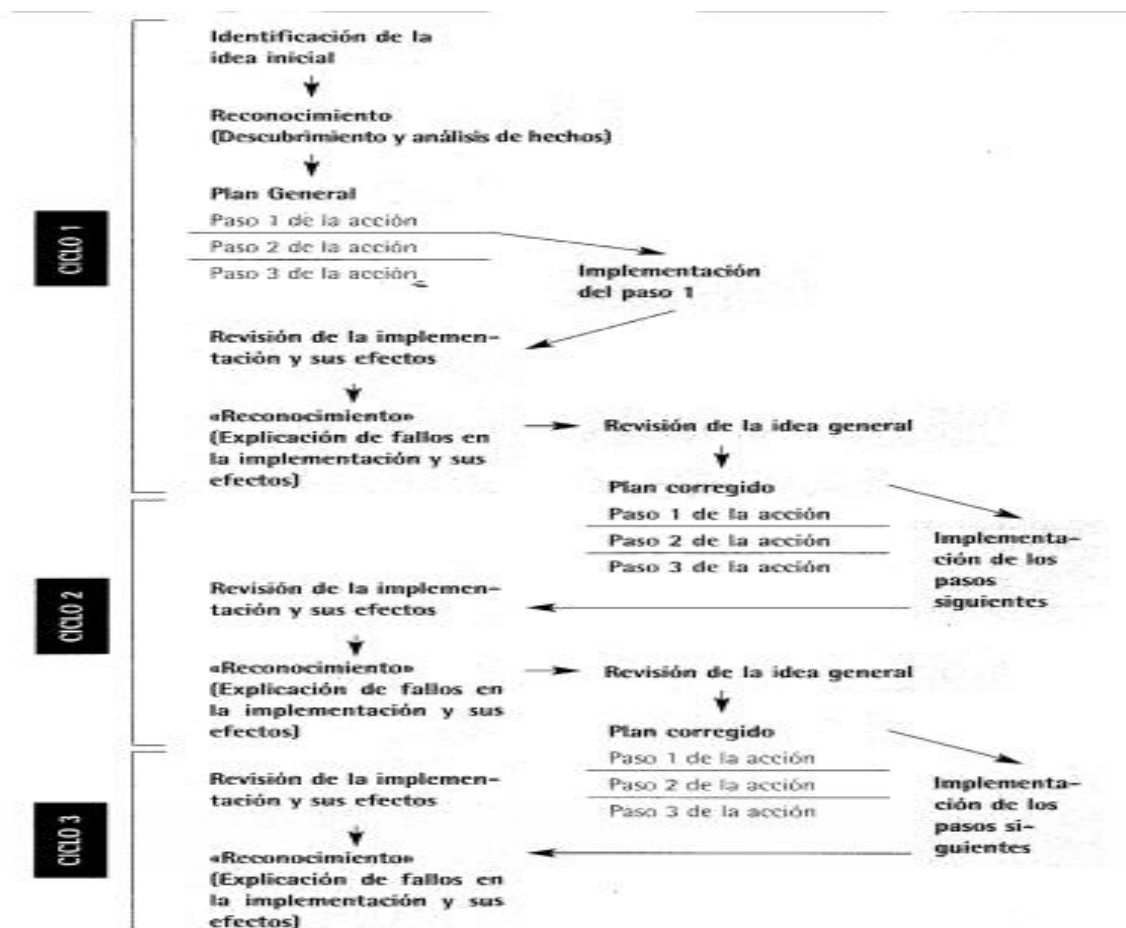 CICLO 1
Identificación de la
idea inicial
Reconocimiento
(Descubrimiento y análisis de hechos)
Plan General
Paso 1 de la acción
Paso 2 de la acción
Paso 3 de la acción
Implementación
del paso 1
Revisión de la implemen-
tación y sus efectos
«Reconocimiento»
(Explicación de fallos en
la implementación y sus
efectos)
Revisión de la idea general
Plan corregido
Paso 1 de la acción
Paso 2 de la acción
Paso 3 de la acción
Implementa-
ción de los
pasos
siguientes
CICLO 2
Revisión de la implemen-
tación y sus efectos
«Reconocimiento»
(Explicación de fallos en
la implementación y sus
efectos)
Revisión de la idea general
Plan corregido
Paso 1 de la acción
Paso 2 de la acción
Paso 3 de la acción
Implementa-
ción de los
pasos si-
guientes
CICLO 3
Revisión de la implemen-
tación y sus efectos
«Reconocimiento»
(Explicación de fallos en
la implementación y sus
efectos)